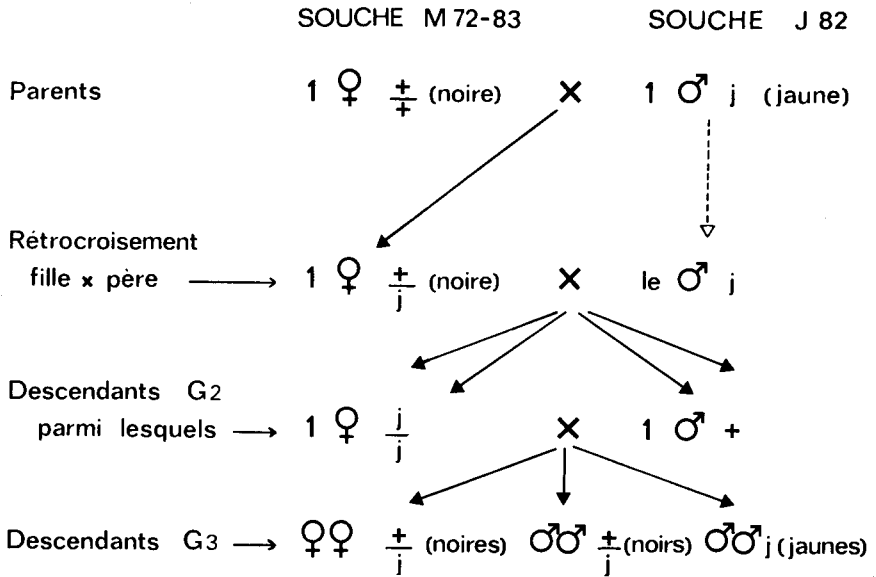 SOUCHE M 72-83 SOUCHE J 82
Parents 1 ♀ +/+ (noire) × 1 ♂ j (jaune)
Rétrocroisement
fille x père → 1 ♀ +/j (noire) × le ♂ j
Descendants G2
parmi lesquels → 1 ♀ j/j × 1 ♂ +
Descendants G3 → ♀♀ +/j (noires) ♂♂ +/j (noirs) ♂♂ j (jaunes)